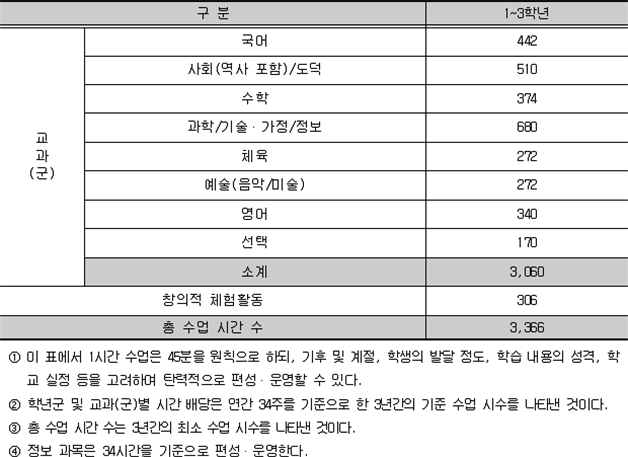 구 분 1~3학년
국어 442
사회(역사 포함)/도덕 510
수학 374
과학/기술·가정/정보 680
교
과
(군)
체육 272
예술(음악/미술) 272
영어 340
선택 170
소계 3,060
창의적 체험활동 306
총 수업 시간 수 3,366
① 이 표에서 1시간 수업은 45분을 원칙으로 하되, 기후 및 계절, 학생의 발달 정도, 학습 내용의 성격, 학
교 실정 등을 고려하여 탄력적으로 편성·운영할 수 있다.
② 학년군 및 교과(군)별 시간 배당은 연간 34주를 기준으로 한 3년간의 기준 수업 시수를 나타낸 것이다.
③ 총 수업 시간 수는 3년간의 최소 수업 시수를 나타낸 것이다.
④ 정보 과목은 34시간을 기준으로 편성·운영한다.